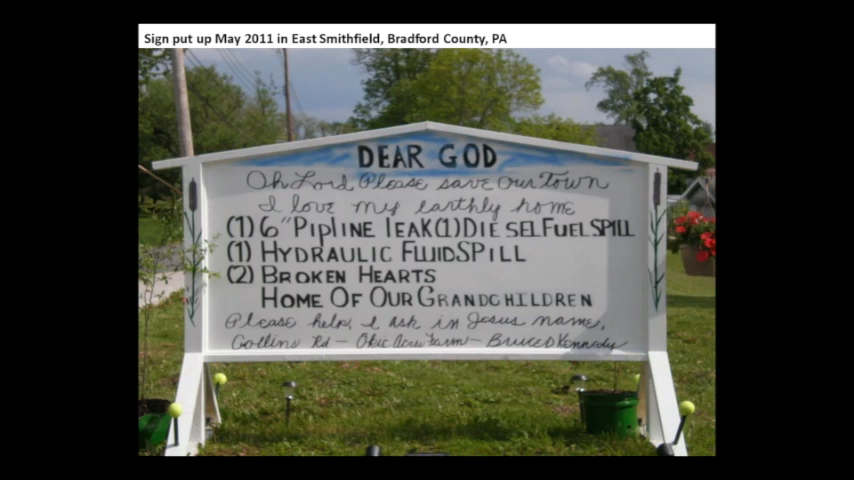 Sign put up May 2011 in East Smithfield, Bradford County, PA
DEAR GOD
Oh Lord Please save Our Town
I love my earthly home
(1) 6" PipLINE lEAK (1) DIESEL FUEL SPILL
(1) HYDRAULIC FLUID SPILL
(2) BROKEN HEARTS
HOME OF OUR GRANDCHILDREN
Please help, I ask in Jesus name,
Collins Rd - Farm - Bruce D Kennedy